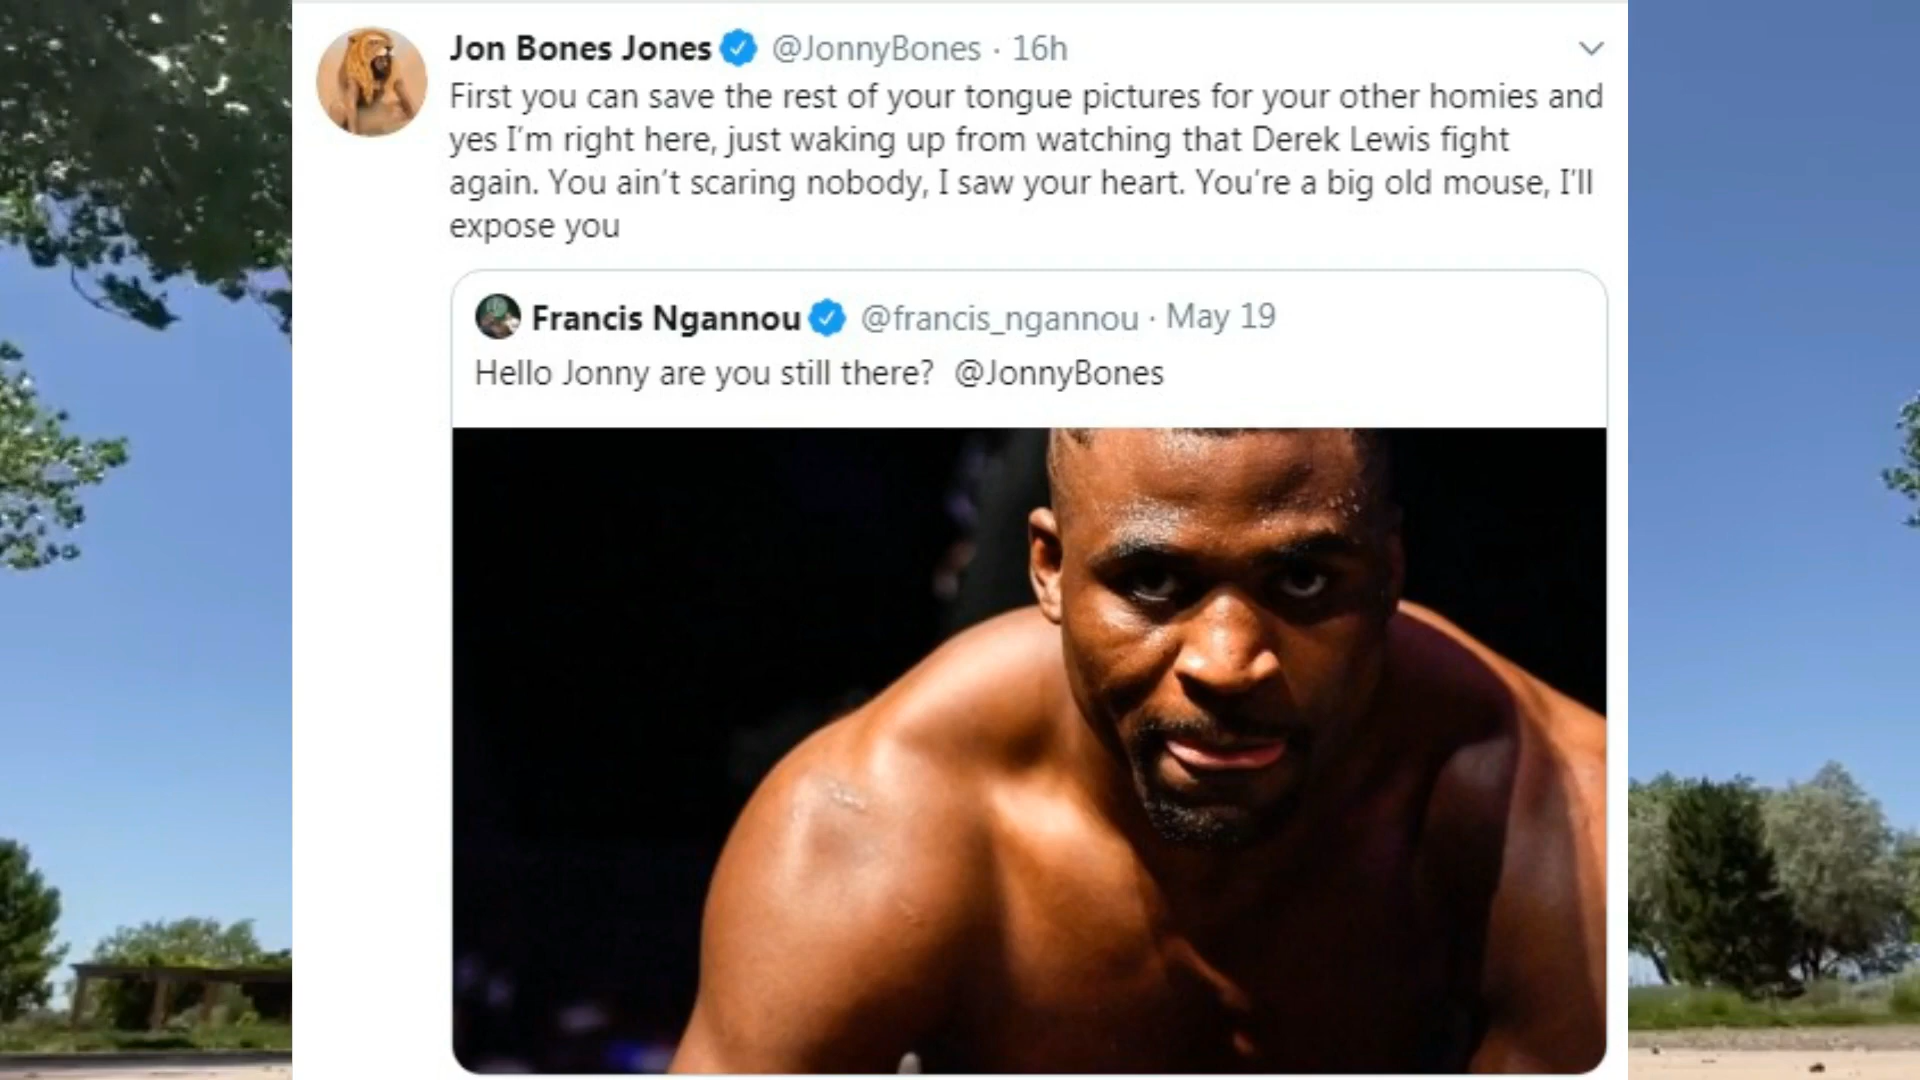 Jon Bones Jones @JonnyBones · 16h
First you can save the rest of your tongue pictures for your other homies and
yes I'm right here, just waking up from watching that Derek Lewis fight
again. You ain't scaring nobody, I saw your heart. You're a big old mouse, I'll
expose you
Francis Ngannou @francis_ngannou · May 19
Hello Jonny are you still there? @JonnyBones